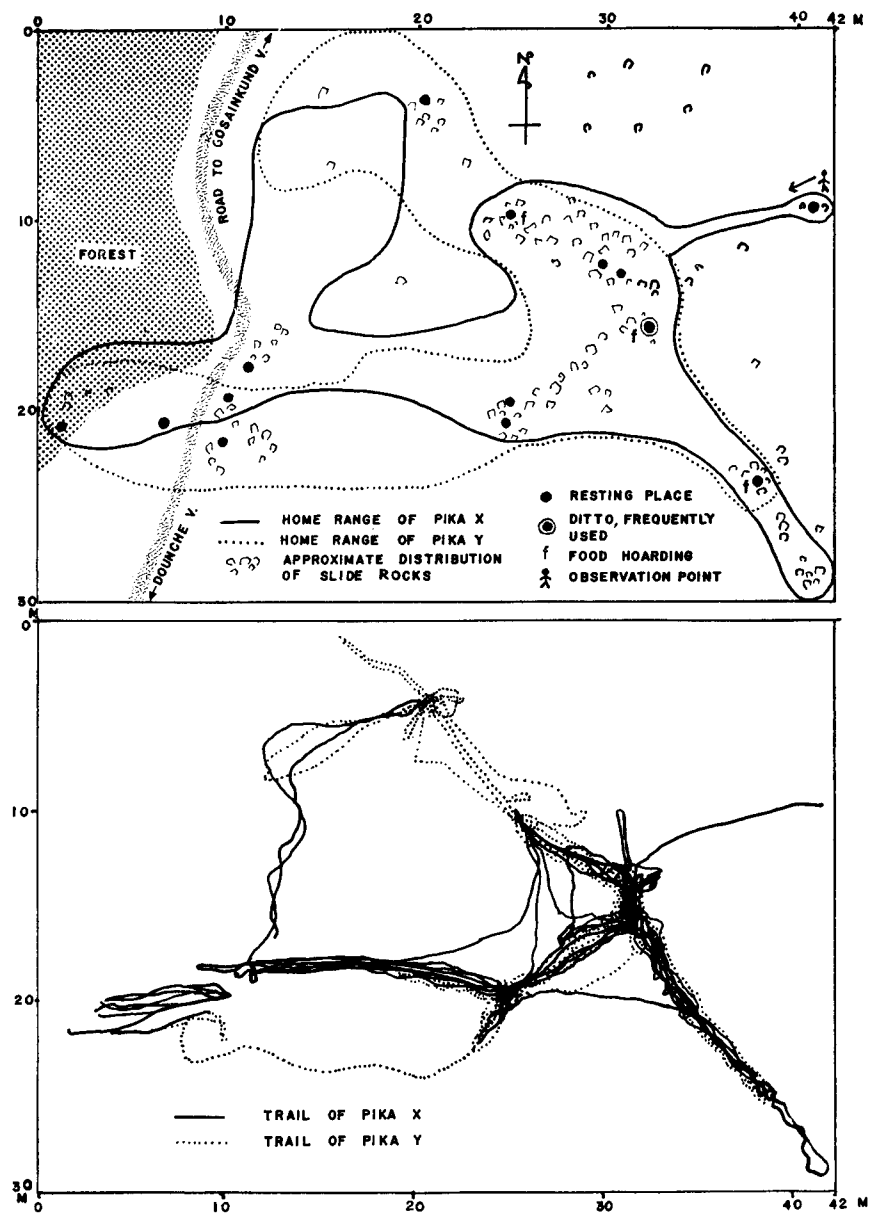 0 10 20 30 40 42 M
N
ROAD TO GOSAINKUND V.
10
f
FOREST
f
20
f
DOUNCHE V.
HOME RANGE OF PIKA X
HOME RANGE OF PIKA Y
APPROXIMATE DISTRIBUTION
OF SLIDE ROCKS
RESTING PLACE
DITTO, FREQUENTLY
USED
f FOOD HOARDING
OBSERVATION POINT
30
M
0
10
20
TRAIL OF PIKA X
TRAIL OF PIKA Y
30
M
0 10 20 30 40 42 M